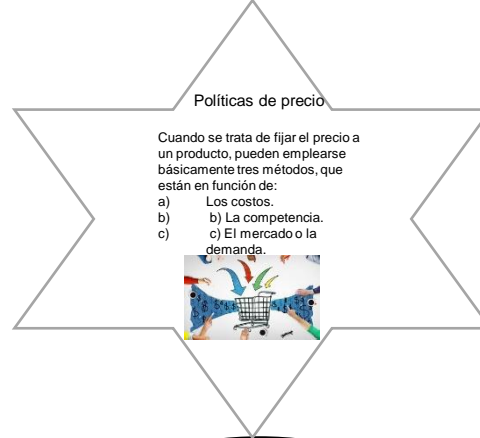 Políticas de precio
Cuando se trata de fijar el precio a
un producto, pueden emplearse
básicamente tres métodos, que
están en función de:
a) Los costos.
b) b) La competencia.
c) c) El mercado o la
demanda.